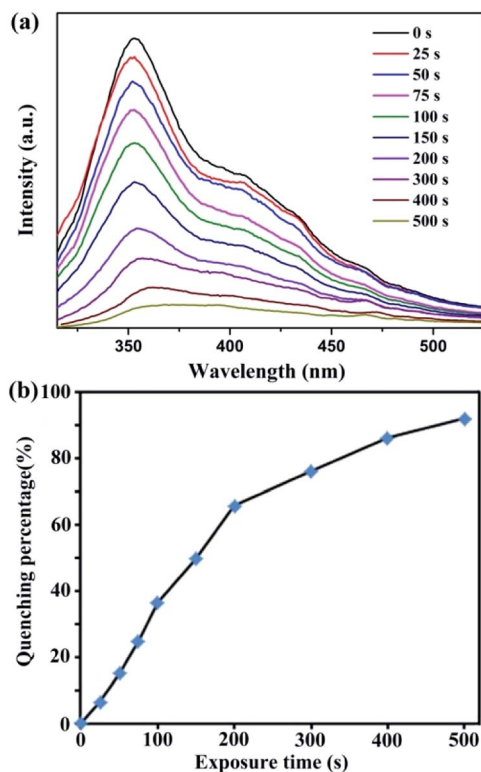 (a)
0 s
25 s
50 s
75 s
100 s
150 s
200 s
300 s
400 s
500 s
Intensity (a.u.)
350 400 450 500
Wavelength (nm)
(b)
100
80
60
40
20
0
Quenching percentage(%)
0 100 200 300 400 500
Exposure time (s)